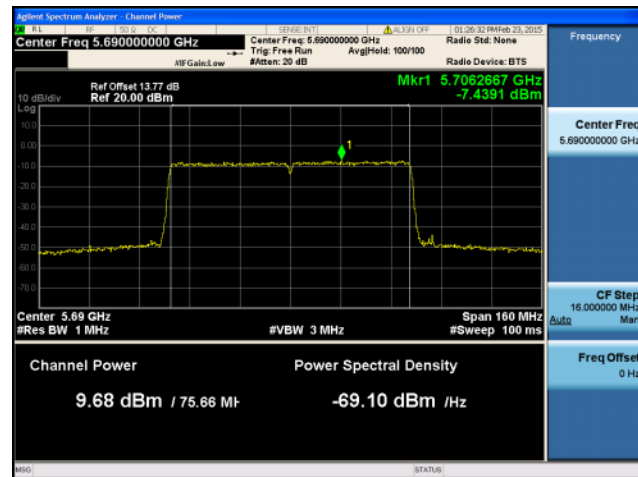 Agilent Spectrum Analyzer - Channel Power
RL RF 50 Ω DC SENSE:INT ALIGN OFF 01:26:32 PM Feb 23, 2015
Center Freq 5.690000000 GHz
Center Freq: 5.690000000 GHz
Radio Std: None
Trig: Free Run Avg|Hold: 100/100
#IFGain:Low #Atten: 20 dB Radio Device: BTS
Mkr1 5.7062667 GHz
-7.4391 dBm
Ref Offset 13.77 dB
10 dB/div Ref 20.00 dBm
Log
10.0
0.00
-10.0
-20.0
-30.0
-40.0
-50.0
-60.0
-70.0
1
Center 5.69 GHz Span 160 MHz
#Res BW 1 MHz #VBW 3 MHz #Sweep 100 ms
Channel Power Power Spectral Density
9.68 dBm / 75.66 MH -69.10 dBm /Hz
MSG STATUS
Frequency
Center Freq
5.690000000 GHz
CF Step
16.000000 MHz
Auto Man
Freq Offset
0 Hz